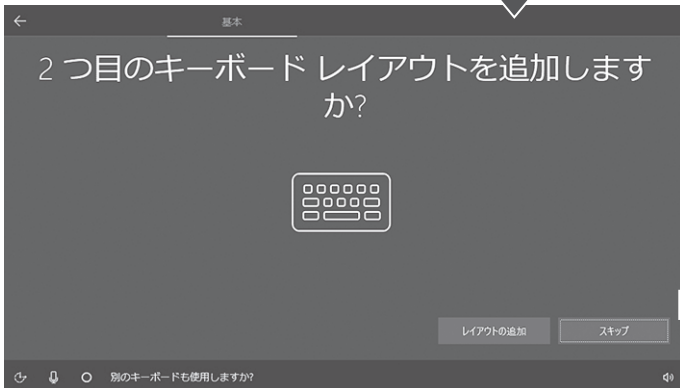 基本
2 つ目のキーボード レイアウトを追加します
か?
レイアウトの追加
スキップ
別のキーボードも使用しますか?